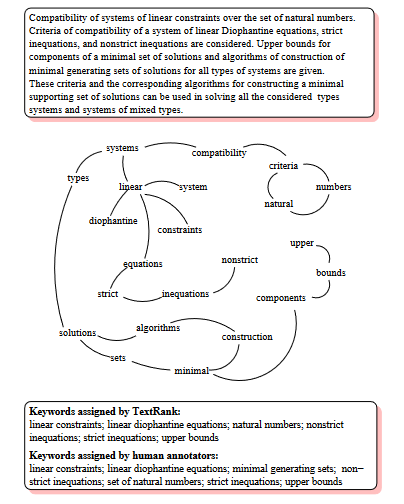 Compatibility of systems of linear constraints over the set of natural numbers.
Criteria of compatibility of a system of linear Diophantine equations, strict
inequations, and nonstrict inequations are considered. Upper bounds for
components of a minimal set of solutions and algorithms of construction of
minimal generating sets of solutions for all types of systems are given.
These criteria and the corresponding algorithms for constructing a minimal
supporting set of solutions can be used in solving all the considered types
systems and systems of mixed types.
systems
compatibility
criteria
types
linear
system
numbers
natural
diophantine
constraints
upper
equations
nonstrict
bounds
strict
inequations
components
solutions
algorithms
construction
sets
minimal
Keywords assigned by TextRank:
linear constraints; linear diophantine equations; natural numbers; nonstrict
inequations; strict inequations; upper bounds
Keywords assigned by human annotators:
linear constraints; linear diophantine equations; minimal generating sets; non−
strict inequations; set of natural numbers; strict inequations; upper bounds